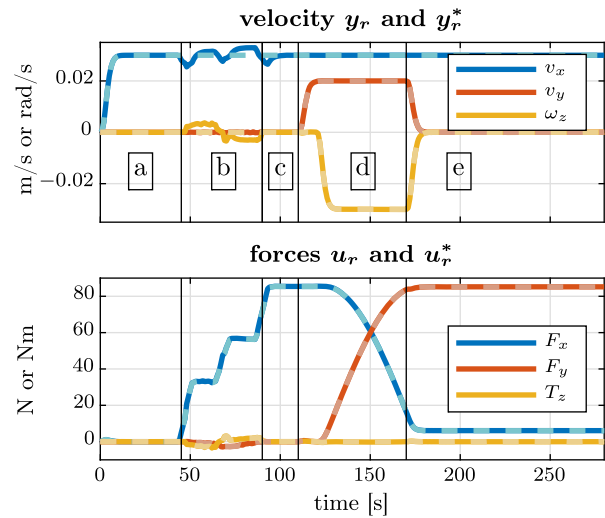 velocity y_r and y_r^*
m/s or rad/s
0.02
0
−0.02
v_x
v_y
ω_z
a
b
c
d
e
forces u_r and u_r^*
N or Nm
80
60
40
20
0
F_x
F_y
T_z
0 50 100 150 200 250
time [s]